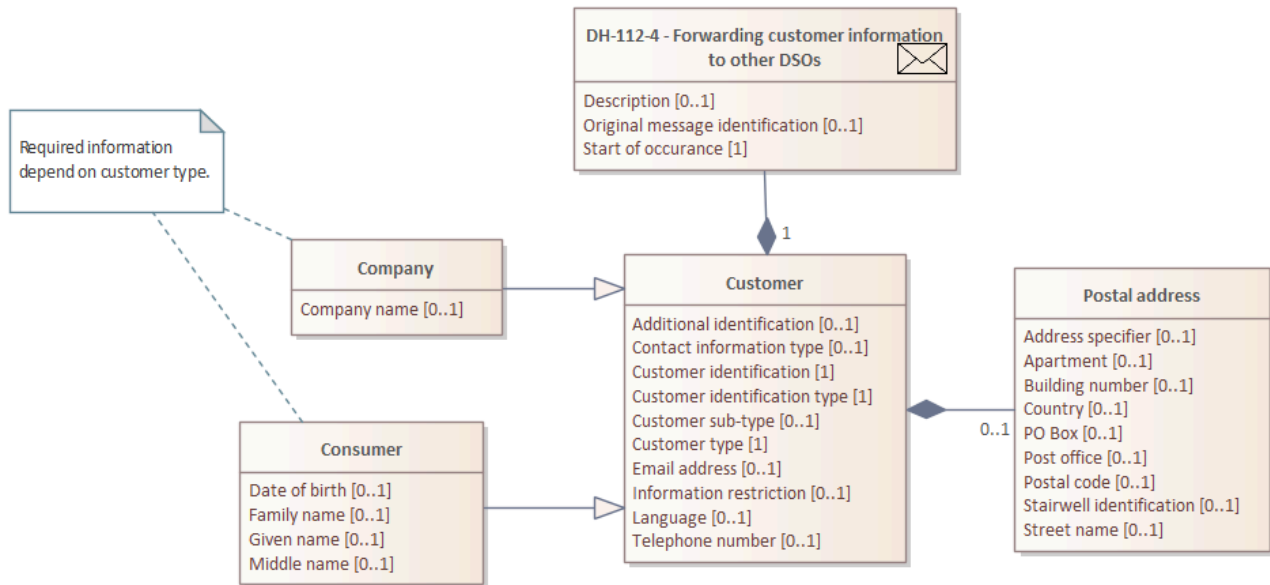 DH-112-4 - Forwarding customer information
to other DSOs
Description [0..1]
Original message identification [0..1]
Start of occurance [1]
Required information
depend on customer type.
1
Company
Company name [0..1]
Customer
Additional identification [0..1]
Contact information type [0..1]
Customer identification [1]
Customer identification type [1]
Customer sub-type [0..1]
Customer type [1]
Email address [0..1]
Information restriction [0..1]
Language [0..1]
Telephone number [0..1]
Postal address
Address specifier [0..1]
Apartment [0..1]
Building number [0..1]
Country [0..1]
PO Box [0..1]
Post office [0..1]
Postal code [0..1]
Stairwell identification [0..1]
Street name [0..1]
0..1
Consumer
Date of birth [0..1]
Family name [0..1]
Given name [0..1]
Middle name [0..1]